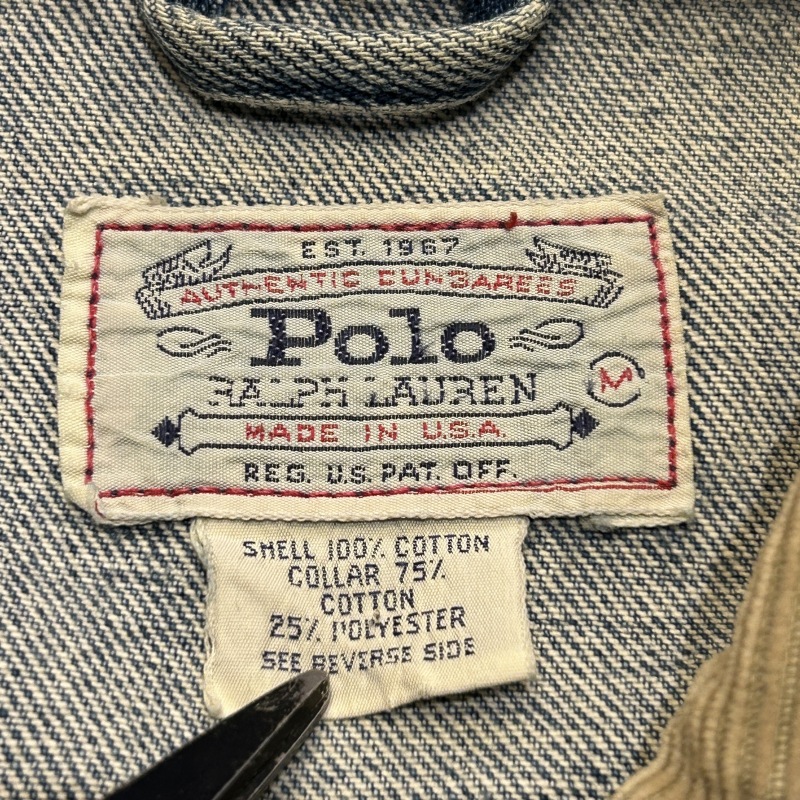 EST. 1967
AUTHENTIC DUNGAREES
Polo
RALPH LAUREN
M
MADE IN U.S.A.
REG. U.S. PAT. OFF.
SHELL 100% COTTON
COLLAR 75%
COTTON
25% POLYESTER
SEE REVERSE SIDE